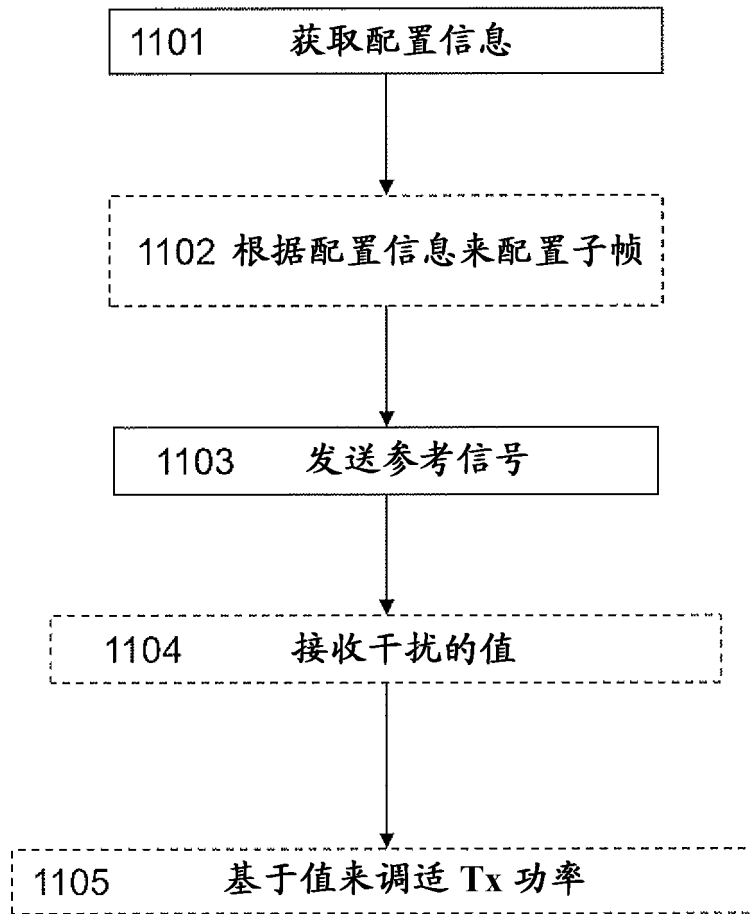 1101 获取配置信息
1102 根据配置信息来配置子帧
1103 发送参考信号
1104 接收干扰的值
1105 基于值来调适 Tx 功率